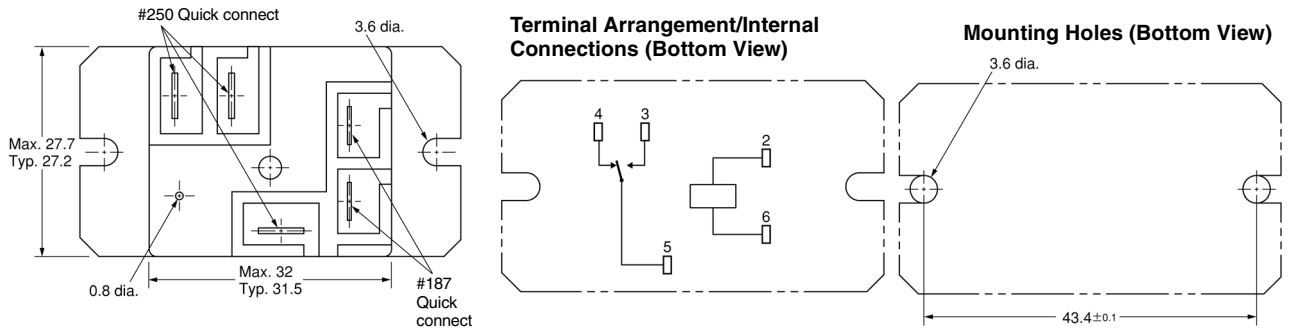 #250 Quick connect
3.6 dia.
Max. 27.7
Typ. 27.2
0.8 dia.
Max. 32
Typ. 31.5
#187
Quick
connect
Terminal Arrangement/Internal
Connections (Bottom View)
4
3
2
6
5
Mounting Holes (Bottom View)
3.6 dia.
43.4±0.1